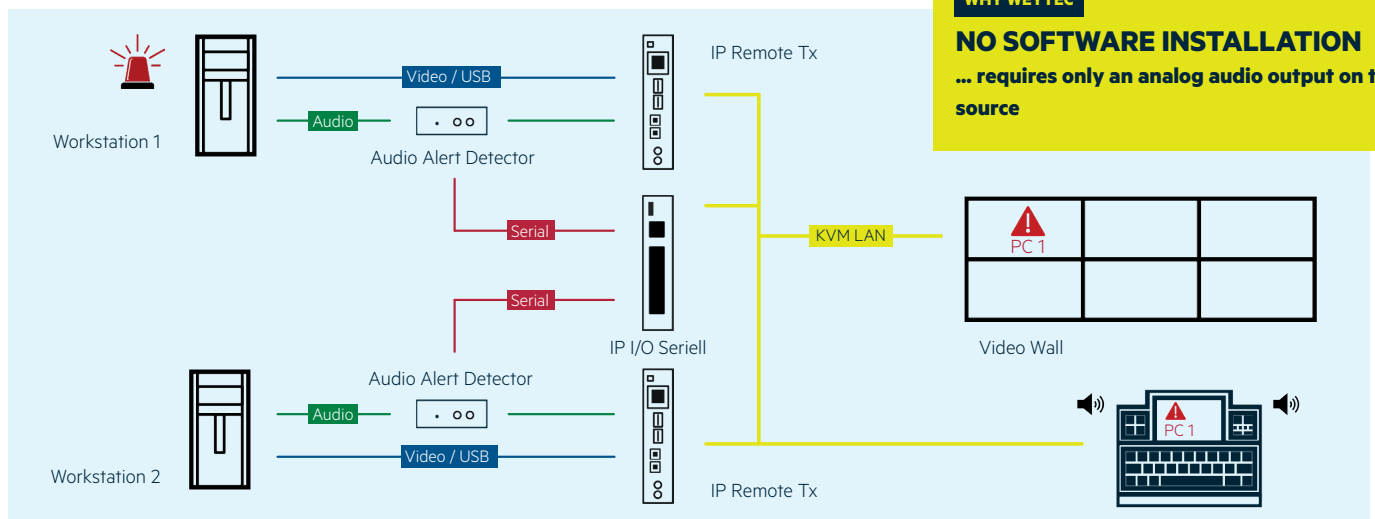 WHY WEYTEC
NO SOFTWARE INSTALLATION
... requires only an analog audio output on
source
IP Remote Tx
Video / USB
Audio
Workstation 1
Audio Alert Detector
Serial
KVM LAN
PC 1
Serial
IP I/O Seriell
Video Wall
Audio Alert Detector
Audio
PC 1
Video / USB
Workstation 2
IP Remote Tx